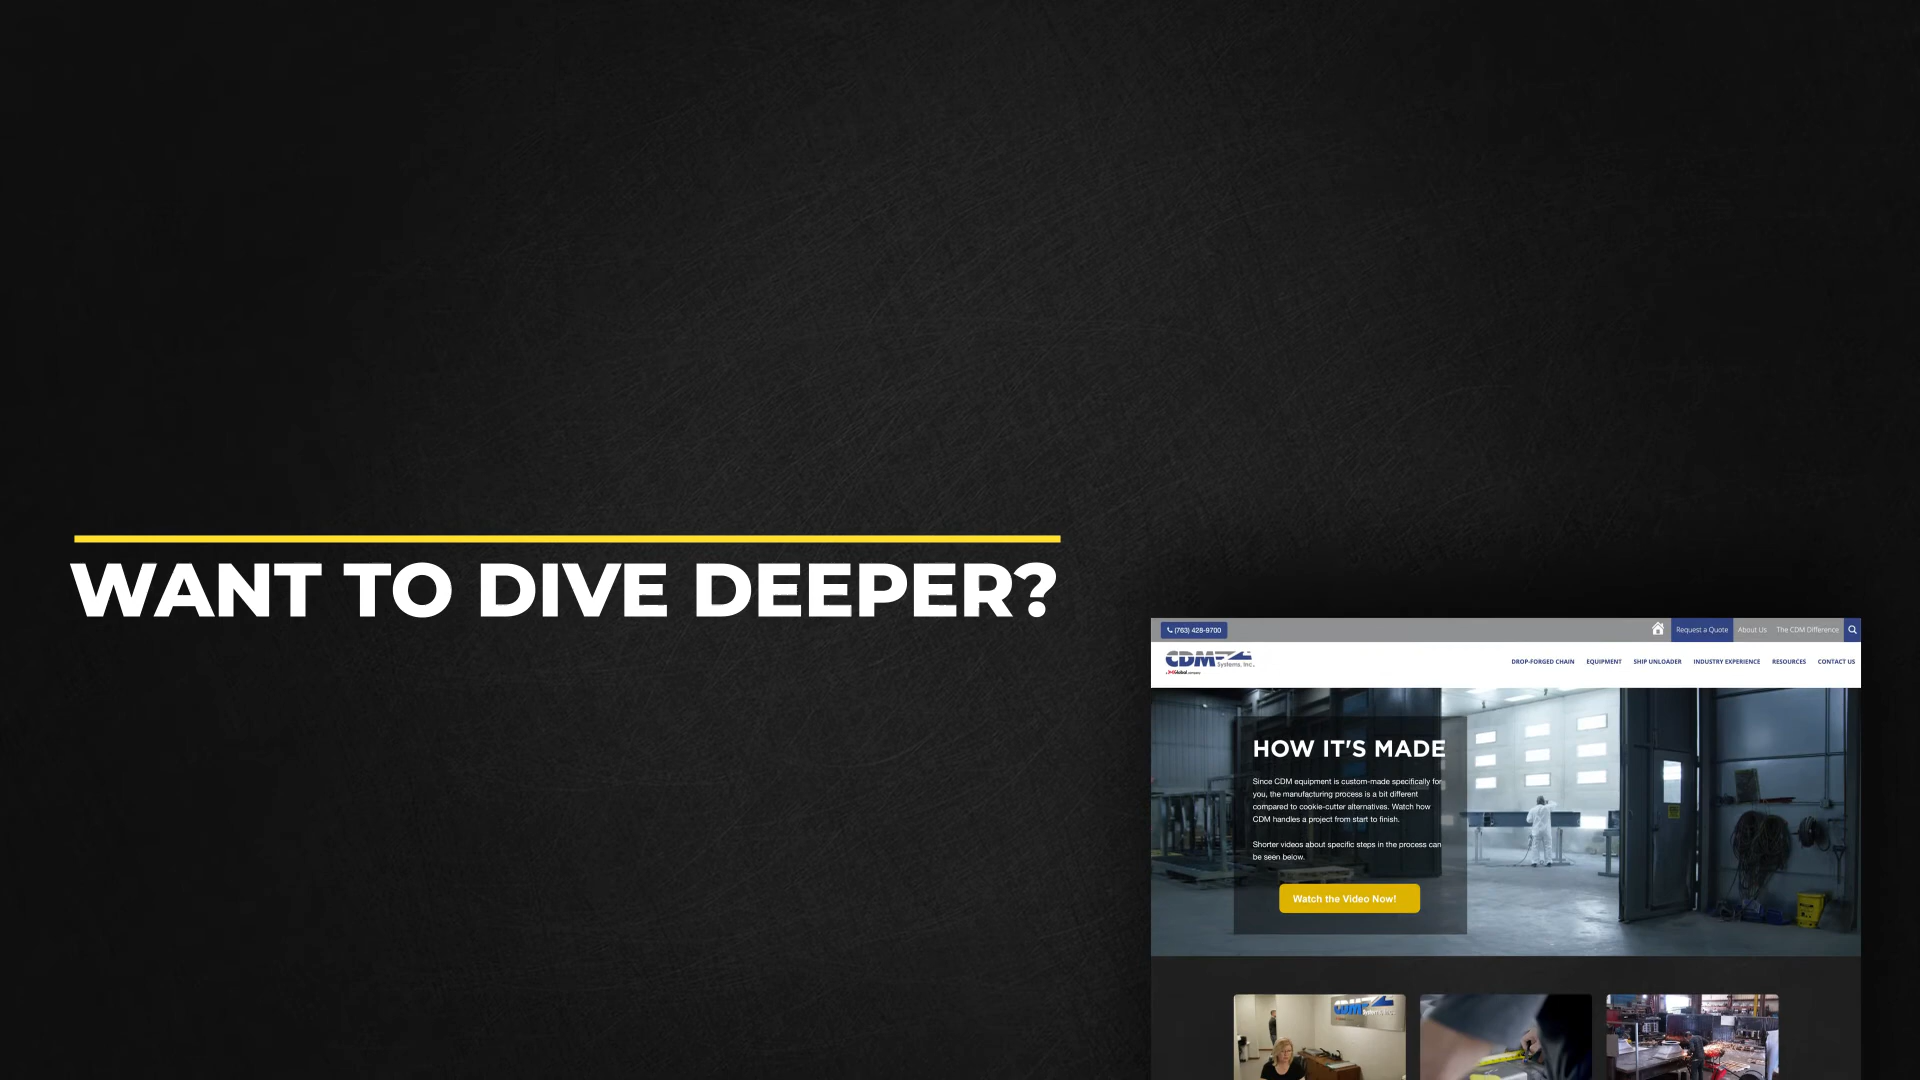 WANT TO DIVE DEEPER?
(763) 428-9700
Request a Quote
About Us
The CDM Difference
CDM
Systems, Inc.
DROP-FORGED CHAIN
EQUIPMENT
SHIP UNLOADER
INDUSTRY EXPERIENCE
RESOURCES
CONTACT US
HOW IT'S MADE
Since CDM equipment is custom-made specifically for
you, the manufacturing process is a bit different
compared to cookie-cutter alternatives. Watch how
CDM handles a project from start to finish.
Shorter videos about specific steps in the process can
be seen below.
Watch the Video Now!
CDM